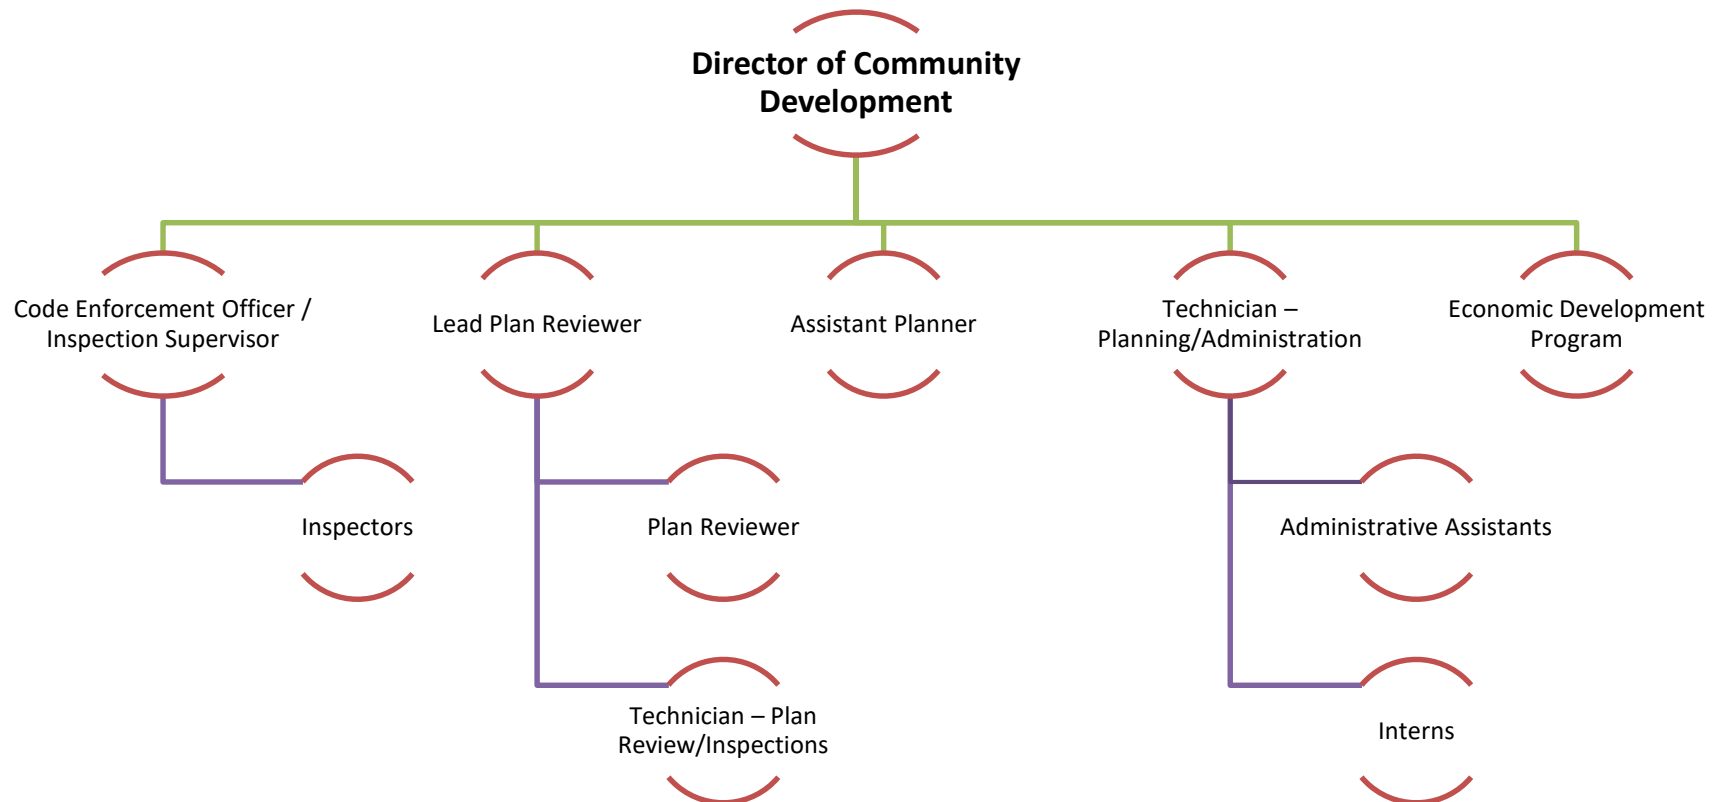 Director of Community
Development
Code Enforcement Officer /
Inspection Supervisor
Lead Plan Reviewer
Assistant Planner
Technician –
Planning/Administration
Economic Development
Program
Inspectors
Plan Reviewer
Administrative Assistants
Technician – Plan
Review/Inspections
Interns